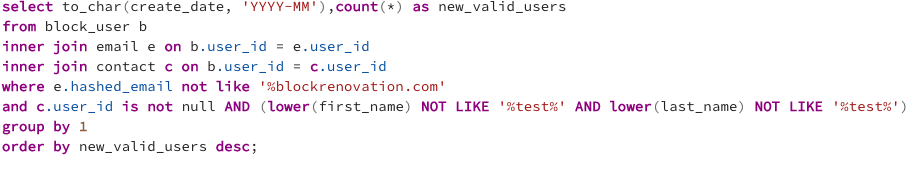 select to_char(create_date, 'YYYY-MM'),count(*) as new_valid_users
from block_user b
inner join email e on b.user_id = e.user_id
inner join contact c on b.user_id = c.user_id
where e.hashed_email not like '%blockrenovation.com'
and c.user_id is not null AND (lower(first_name) NOT LIKE '%test%' AND lower(last_name) NOT LIKE '%test%')
group by 1
order by new_valid_users desc;